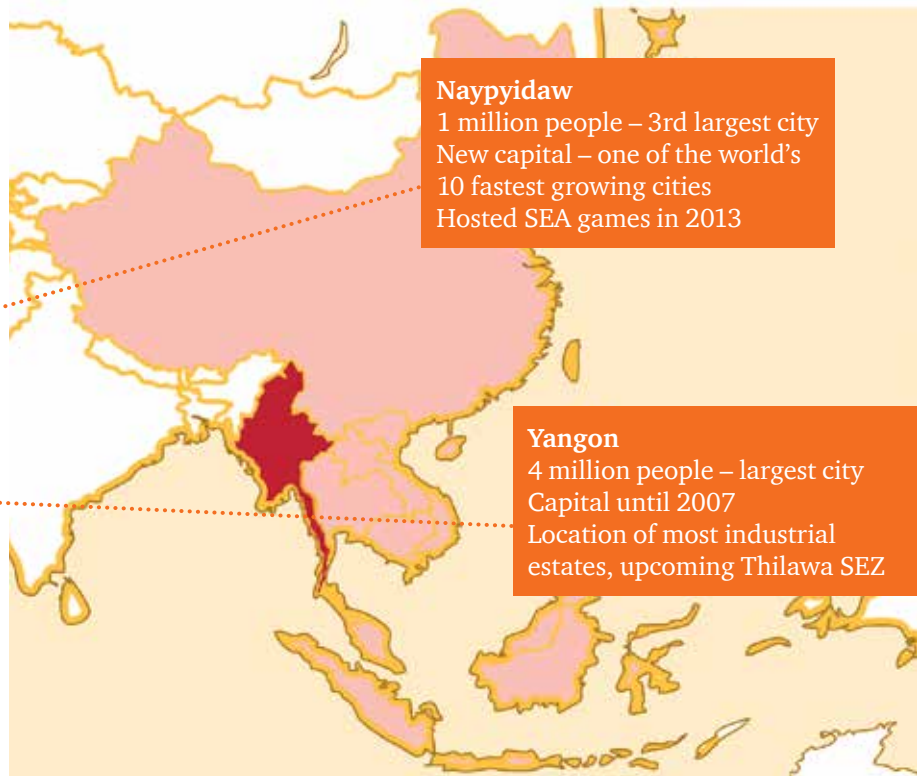 Naypyidaw
1 million people – 3rd largest city
New capital – one of the world’s
10 fastest growing cities
Hosted SEA games in 2013
Yangon
4 million people – largest city
Capital until 2007
Location of most industrial
estates, upcoming Thilawa SEZ